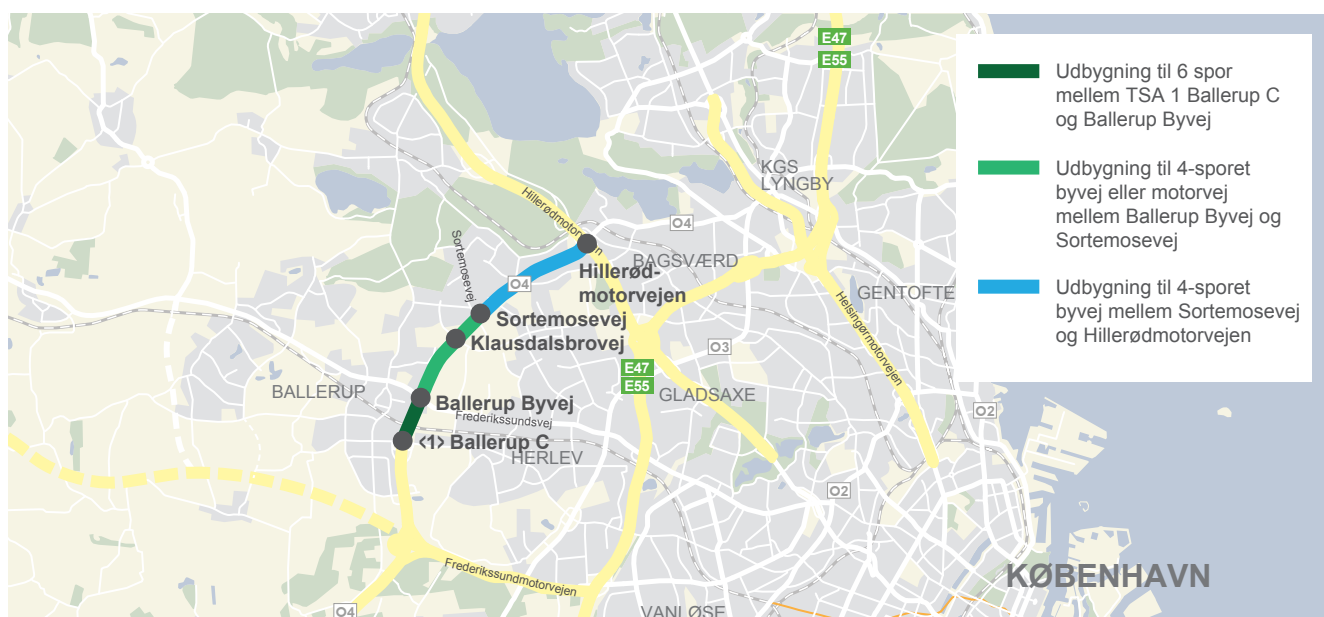 E47
E55
Udbygning til 6 spor
mellem TSA 1 Ballerup C
og Ballerup Byvej
Udbygning til 4-sporet
byvej eller motorvej
mellem Ballerup Byvej og
Sortemosevej
Udbygning til 4-sporet
byvej mellem Sortemosevej
og Hillerødmotorvejen
KGS
LYNGBY
Hillerødmotorvejen
O4
Sortemosevej
BAGSVÆRD
O4
Hillerød-
motorvejen
GENTOFTE
Helsingørmotorvejen
Sortemosevej
Klausdalsbrovej
O3
E47
E55
BALLERUP
GLADSAXE
Ballerup Byvej
Frederikssundsvej
O2
<1> Ballerup C
HERLEV
O2
Frederikssundmotorvejen
KØBENHAVN
O4
VANLØSE